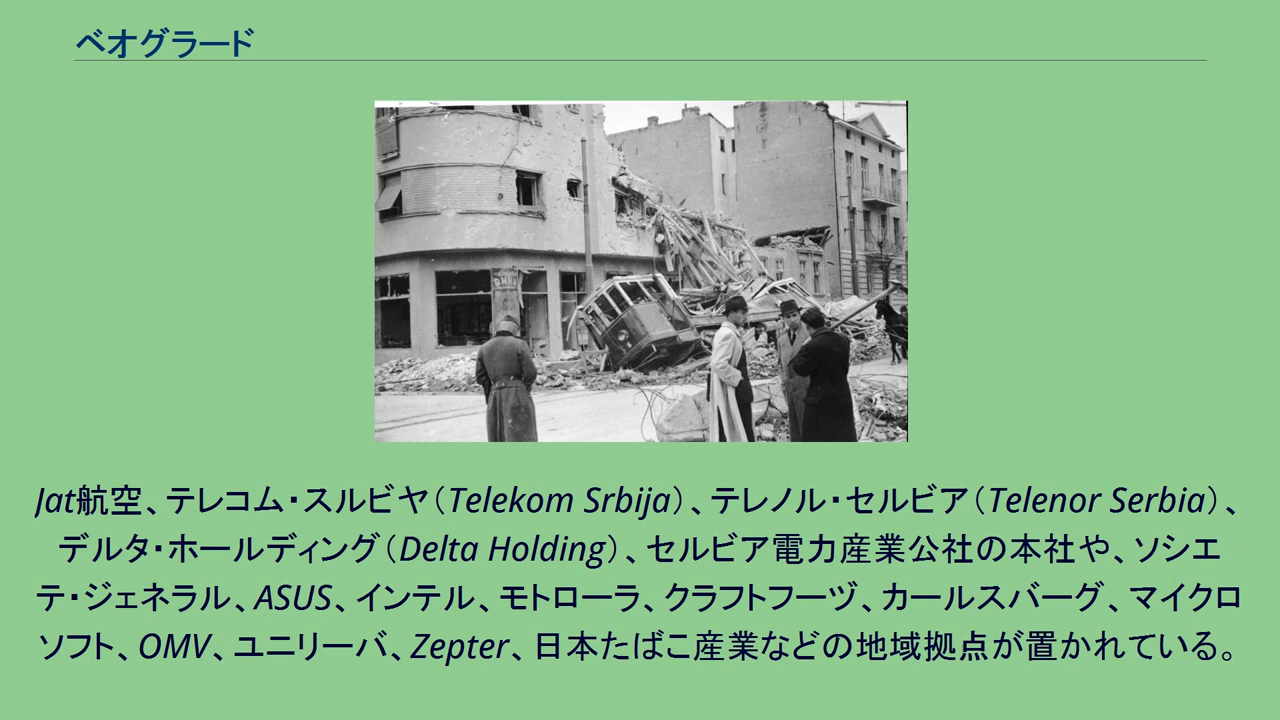 ベオグラード
Jat航空、テレコム・スルビヤ（Telekom Srbija）、テレノル・セルビア（Telenor Serbia）、
デルタ・ホールディング（Delta Holding）、セルビア電力産業公社の本社や、ソシエ
テ・ジェネラル、ASUS、インテル、モトローラ、クラフトフーヅ、カールスバーグ、マイクロ
ソフト、OMV、ユニリーバ、Zepter、日本たばこ産業などの地域拠点が置かれている。